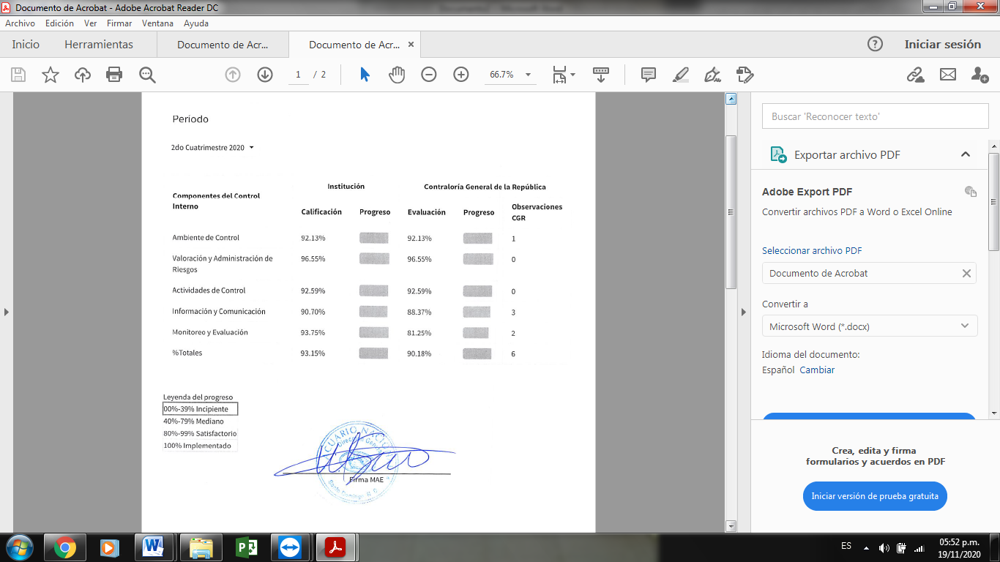 Documento de Acrobat - Adobe Acrobat Reader DC
Archivo Edición Ver Firmar Ventana Ayuda
Inicio Herramientas Documento de Acr... Documento de Acr... × Iniciar sesión
1 / 2 66.7%
Período
2do Cuatrimestre 2020
Institución Contraloría General de la República
Componentes del Control
Interno
Calificación Progreso Evaluación Progreso Observaciones
CGR
Ambiente de Control 92.13% 92.13% 1
Valoración y Administración de
Riesgos
96.55% 96.55% 0
Actividades de Control 92.59% 92.59% 0
Información y Comunicación 90.70% 88.37% 3
Monitoreo y Evaluación 93.75% 81.25% 2
%Totales 93.15% 90.18% 6
Leyenda del progreso
00%-39% Incipiente
40%-79% Mediano
80%-99% Satisfactorio
100% Implementado
Dirección General
Firma MAE
Santo Domingo, R. D.
Buscar 'Reconocer texto'
Exportar archivo PDF
Adobe Export PDF
Convertir archivos PDF a Word o Excel Online
Seleccionar archivo PDF
Documento de Acrobat
Convertir a
Microsoft Word (*.docx)
Idioma del documento:
Español Cambiar
Crea, edita y firma
formularios y acuerdos en PDF
Iniciar versión de prueba gratuita
ES
05:52 p.m.
19/11/2020